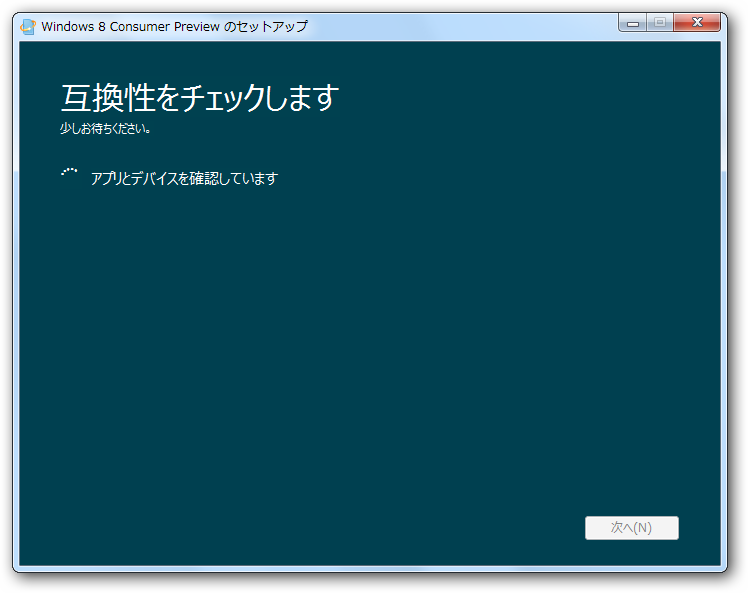 Windows 8 Consumer Preview のセットアップ
互換性をチェックします
少しお待ちください。
アプリとデバイスを確認しています
次へ(N)